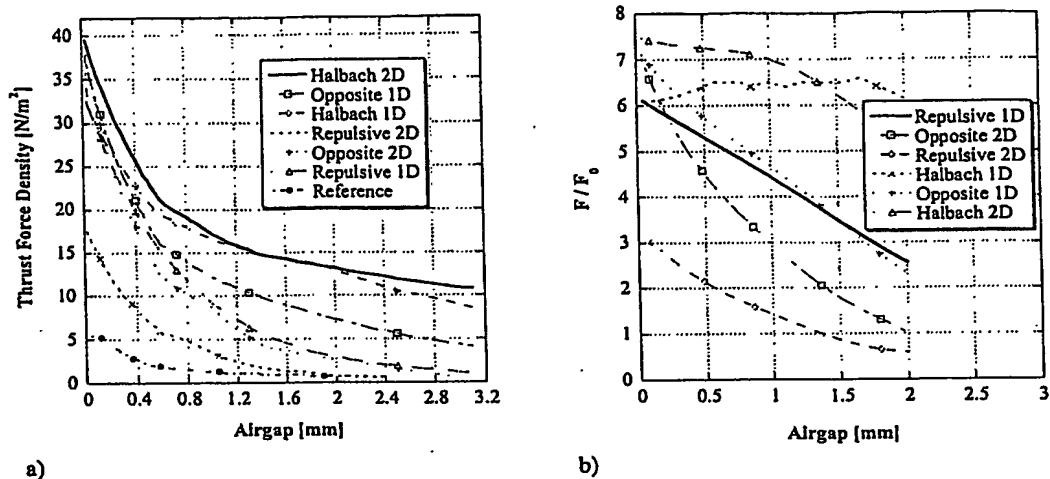 40
35
30
25
20
15
10
5
0
Thrust Force Density [N/m²]
Halbach 2D
Opposite 1D
Halbach 1D
Repulsive 2D
Opposite 2D
Repulsive 1D
Reference
0 0.4 0.8 1.2 1.6 2 2.4 2.8 3.2
Airgap [mm]
a)
8
7
6
5
4
3
2
1
0
F / F₀
Repulsive 1D
Opposite 2D
Repulsive 2D
Halbach 1D
Opposite 1D
Halbach 2D
0 0.5 1 1.5 2 2.5 3
Airgap [mm]
b)